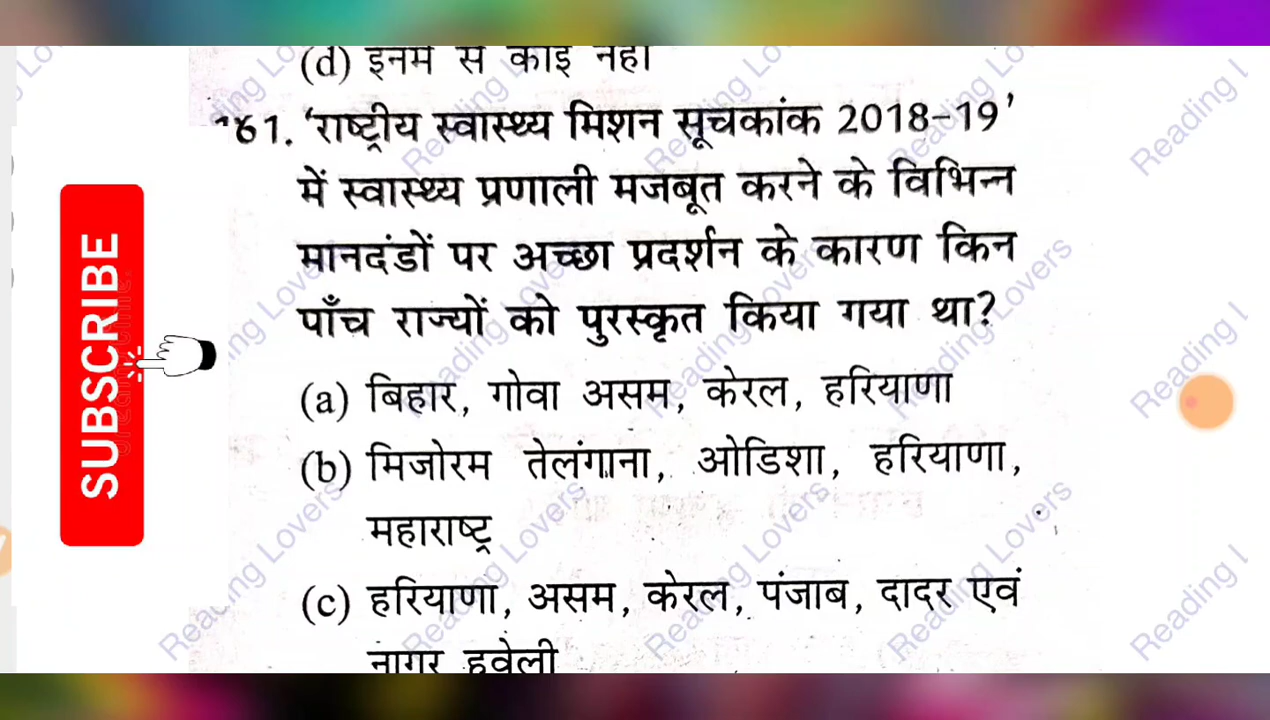 (d) इनमें से कोई नहीं
161. 'राष्ट्रीय स्वास्थ्य मिशन सूचकांक 2018-19'
में स्वास्थ्य प्रणाली मजबूत करने के विभिन्न
मानदंडों पर अच्छा प्रदर्शन के कारण किन
पाँच राज्यों को पुरस्कृत किया गया था?
(a) बिहार, गोवा असम, केरल, हरियाणा
(b) मिजोरम तेलंगाना, ओडिशा, हरियाणा,
महाराष्ट्र
(c) हरियाणा, असम, केरल, पंजाब, दादर एवं
नागर हवेली
SUBSCRIBE
Reading Lovers